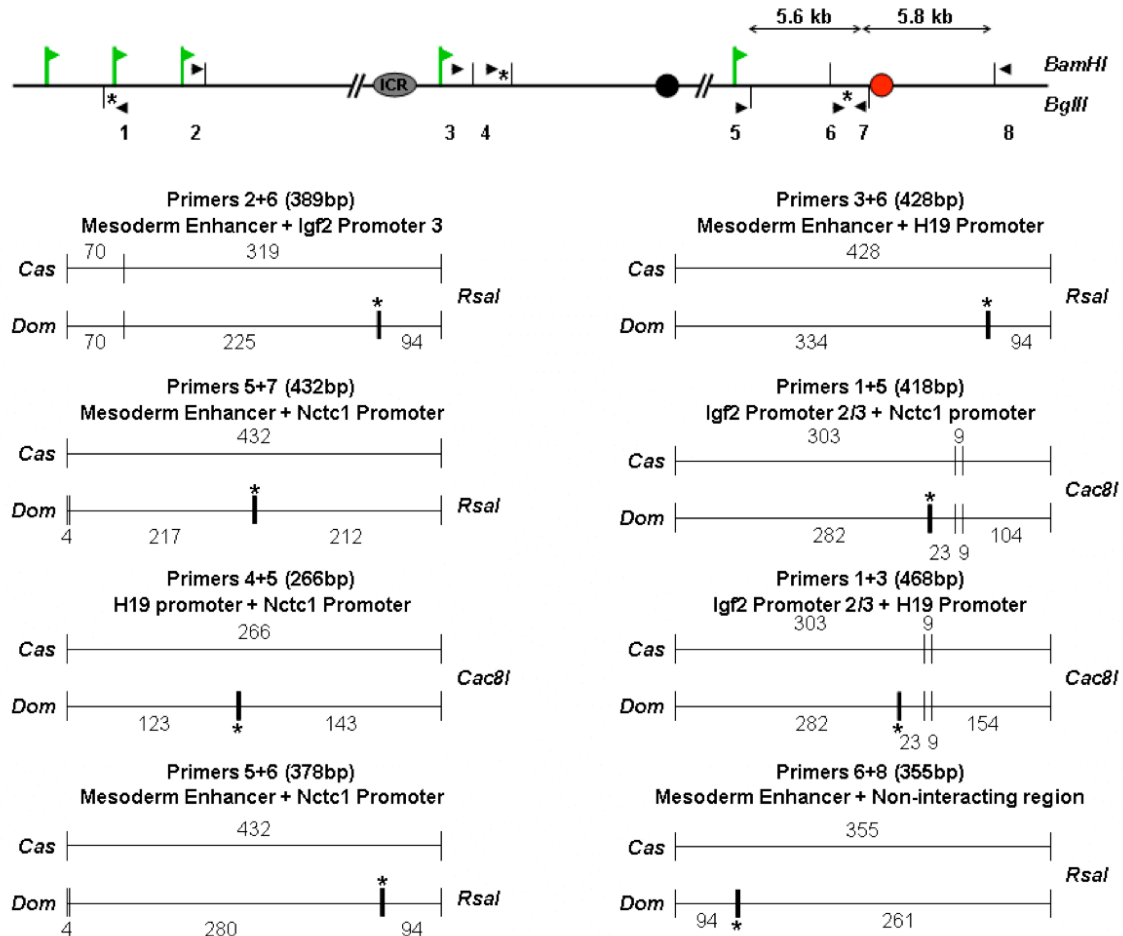 5.6 kb 5.8 kb
BamHI
ICR * * *
BglII
1 2 3 4 5 6 7 8
Primers 2+6 (389bp)
Mesoderm Enhancer + Igf2 Promoter 3
70 319
Cas
RsaI
*
Dom
70 225 94
Primers 3+6 (428bp)
Mesoderm Enhancer + H19 Promoter
428
Cas
RsaI
*
Dom
334 94
Primers 5+7 (432bp)
Mesoderm Enhancer + Nctc1 Promoter
432
Cas
*
Dom RsaI
4 217 212
Primers 1+5 (418bp)
Igf2 Promoter 2/3 + Nctc1 promoter
303 9
Cas
Cac8I
*
Dom
282 23 9 104
Primers 4+5 (266bp)
H19 promoter + Nctc1 Promoter
266
Cas
Cac8I
Dom
123 * 143
Primers 1+3 (468bp)
Igf2 Promoter 2/3 + H19 Promoter
303 9
Cas
Cac8I
Dom
282 * 23 9 154
Primers 5+6 (378bp)
Mesoderm Enhancer + Nctc1 Promoter
432
Cas
*
Dom RsaI
4 280 94
Primers 6+8 (355bp)
Mesoderm Enhancer + Non-interacting region
355
Cas
RsaI
Dom
94 * 261